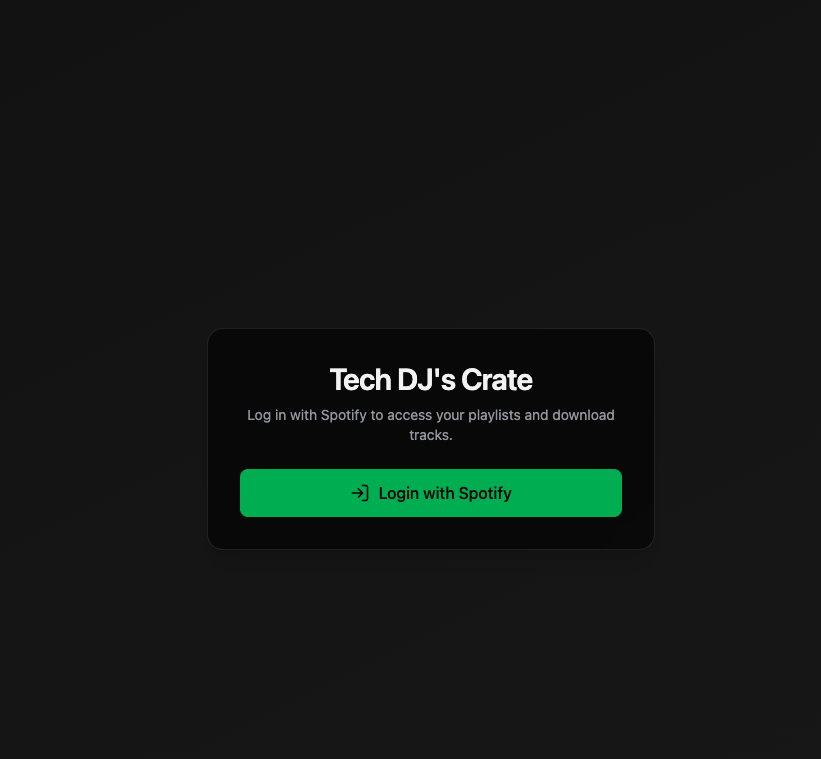 Tech DJ's Crate
Log in with Spotify to access your playlists and download
tracks.
Login with Spotify